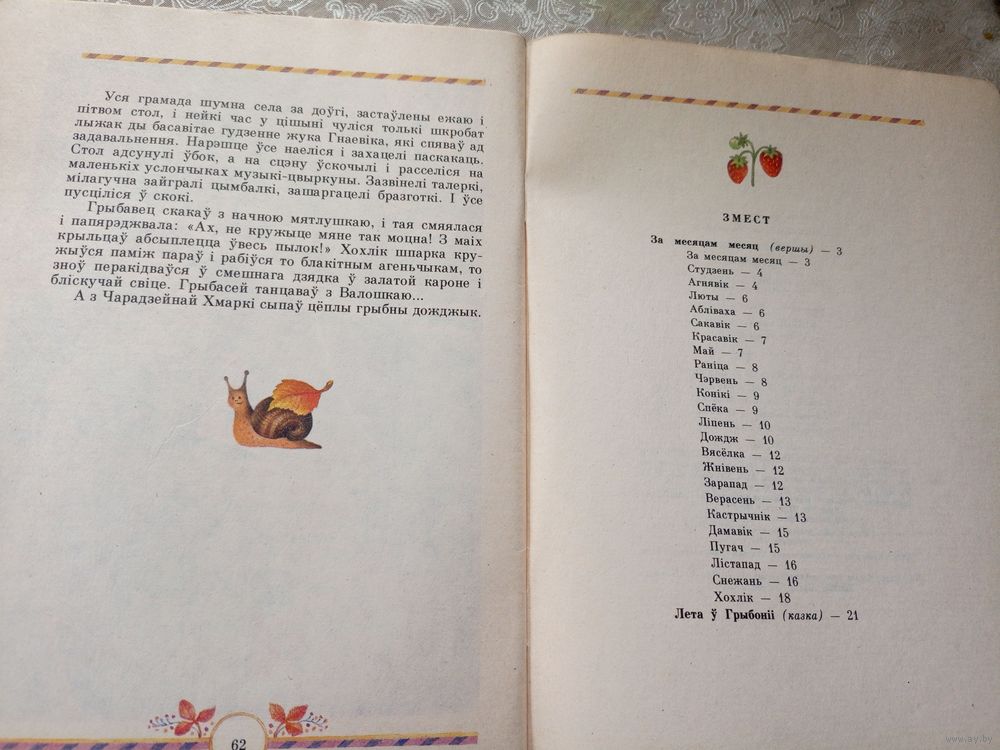 Уся грамада шумна села за доўгі, застаўлены ежаю і
пітвом стол, і нейкі час у цішыні чуліся толькі шкробат
лыжак ды басавітае гудзенне жука Гнаевіка, які спяваў ад
задавальнення. Нарэшце ўсе наеліся і захацелі паскакаць.
Стол адсунулі ўбок, а на сцэну ўскочылі і расселіся на
маленькіх услончыках музыкі-цвыркуны. Зазвінелі талеркі,
мілагучна зайгралі цымбалкі, зашаргацелі бразготкі. І ўсе
пусціліся ў скокі.
Грыбавец скакаў з начною мятлушкаю, і тая смяялася
і папярэджвала: «Ах, не кружыце мяне так моцна! З маіх
крыльцаў абсыплецца ўвесь пылок!» Хохлік шпарка кру-
жыўся паміж параў і рабіўся то блакітным агеньчыкам, то
зноў перакідваўся ў смешнага дзядка ў залатой кароне і
бліскучай свіце. Грыбасей танцаваў з Валошкаю...
А з Чарадзейнай Хмаркі сыпаў цёплы грыбны дожджык.
62
ЗМЕСТ
За месяцам месяц (вершы) — 3
За месяцам месяц — 3
Студзень — 4
Агнявік — 4
Люты — 6
Абліваха — 6
Сакавік — 6
Красавік — 7
Май — 7
Раніца — 8
Чэрвень — 8
Конікі — 9
Спёка — 9
Ліпень — 10
Дождж — 10
Вясёлка — 12
Жнівень — 12
Зарапад — 12
Верасень — 13
Кастрычнік — 13
Дамавік — 15
Пугач — 15
Лістапад — 16
Снежань — 16
Хохлік — 18
Лета ў Грыбоніі (казка) — 21
www.ay.by